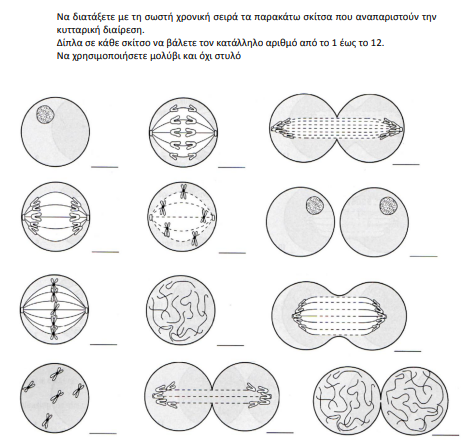 Να διατάξετε με τη σωστή χρονική σειρά τα παρακάτω σκίτσα που αναπαριστούν την
κυτταρική διαίρεση.
Δίπλα σε κάθε σκίτσο να βάλετε τον κατάλληλο αριθμό από το 1 έως το 12.
Να χρησιμοποιήσετε μολύβι και όχι στυλό